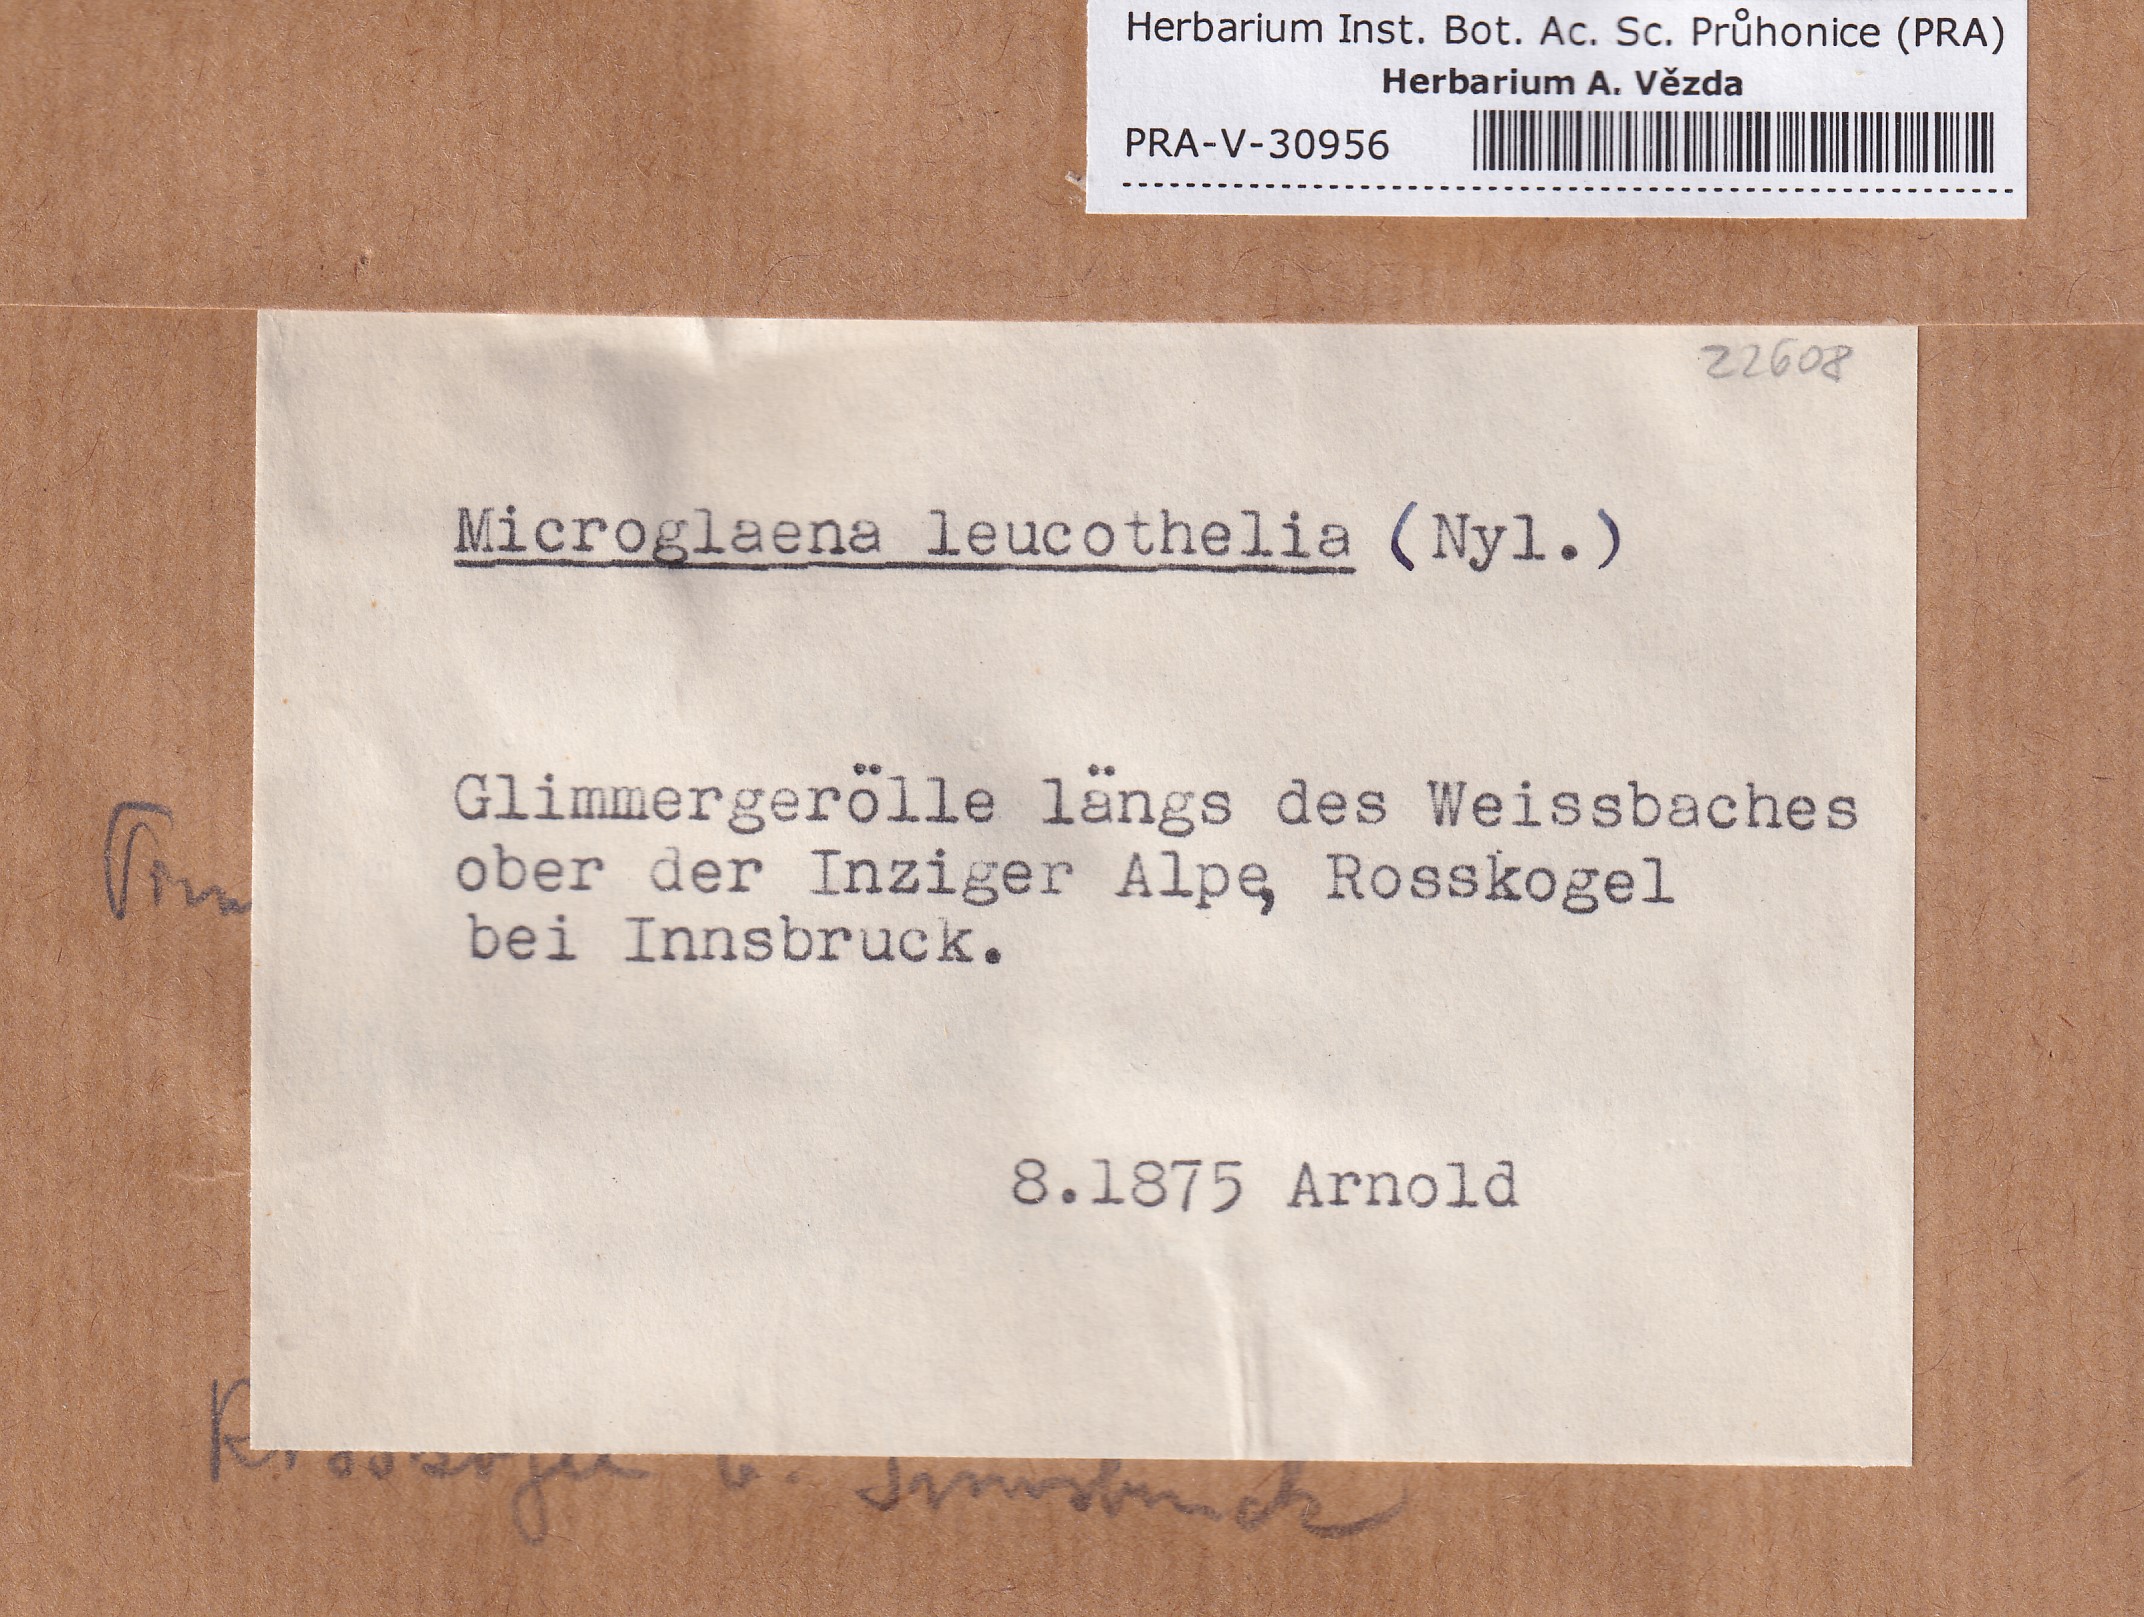 Herbarium Inst. Bot. Ac. Sc. Průhonice (PRA)
Herbarium A. Vězda
PRA-V-30956
22608
Microglaena leucothelia (Nyl.)
Glimmergerölle längs des Weissbaches
ober der Inziger Alpe, Rosskogel
bei Innsbruck.
8.1875 Arnold
b. Innsbruck